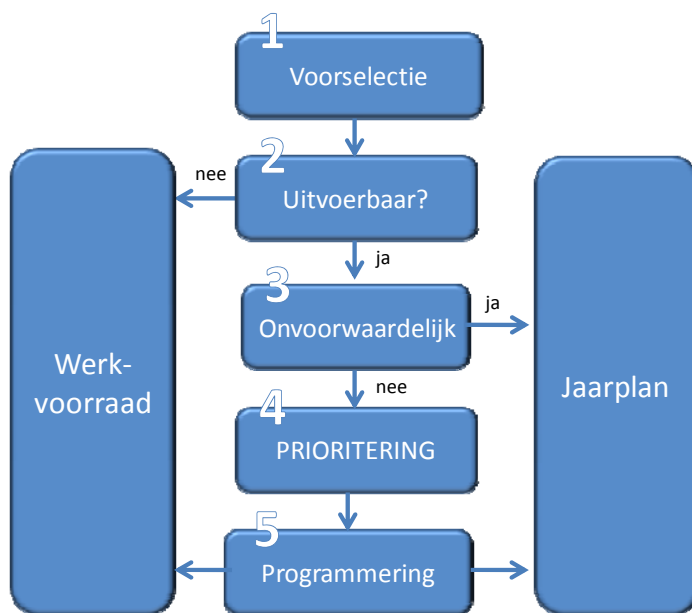 1
Voorselectie
2
nee
Uitvoerbaar?
ja
3
ja
Onvoorwaardelijk
Werk-
voorraad
nee
Jaarplan
4
PRIORITERING
5
Programmering